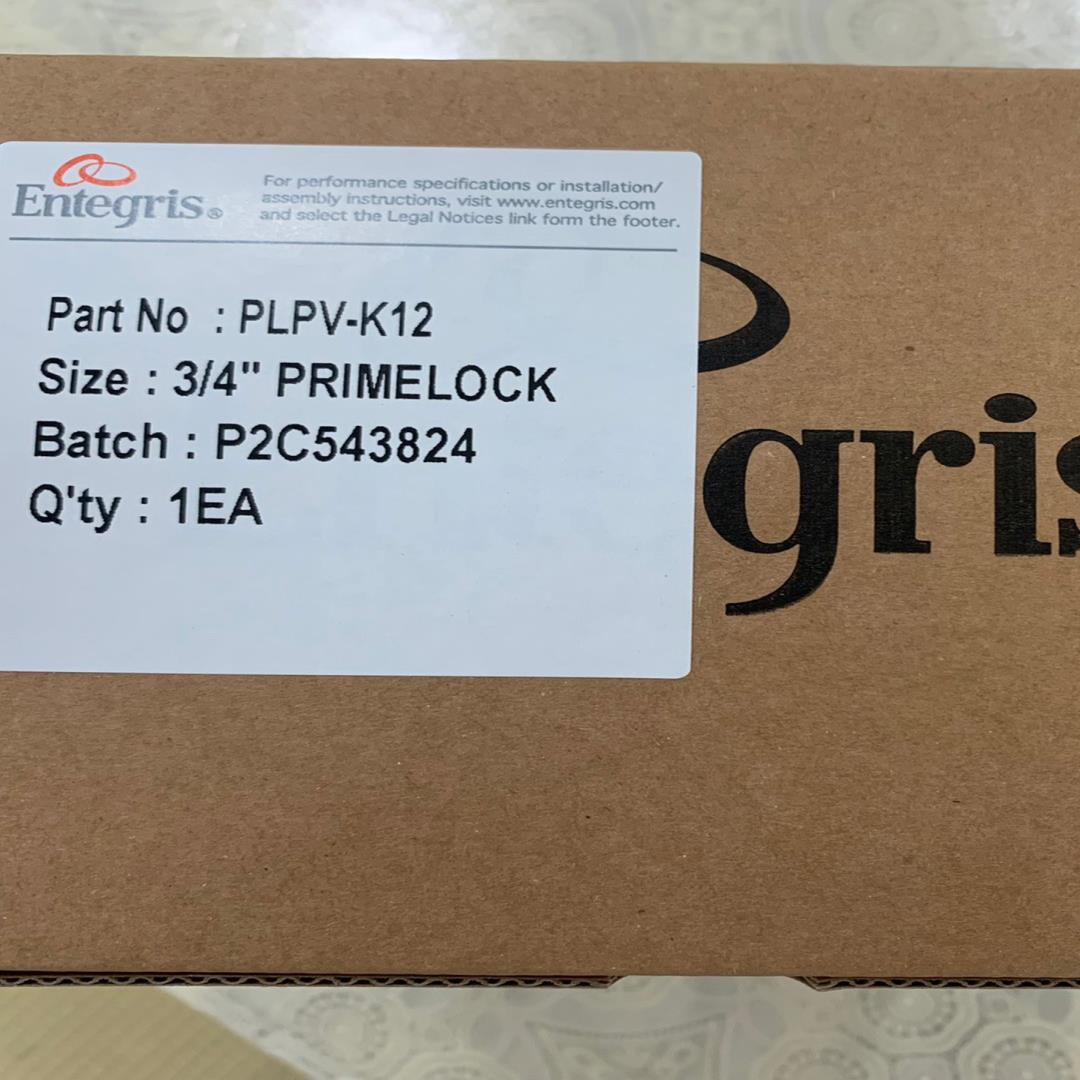 Entegris®
For performance specifications or installation/
assembly instructions, visit www.entegris.com
and select the Legal Notices link form the footer.
Part No : PLPV-K12
Size : 3/4" PRIMELOCK
Batch : P2C543824
Q'ty : 1EA
gris